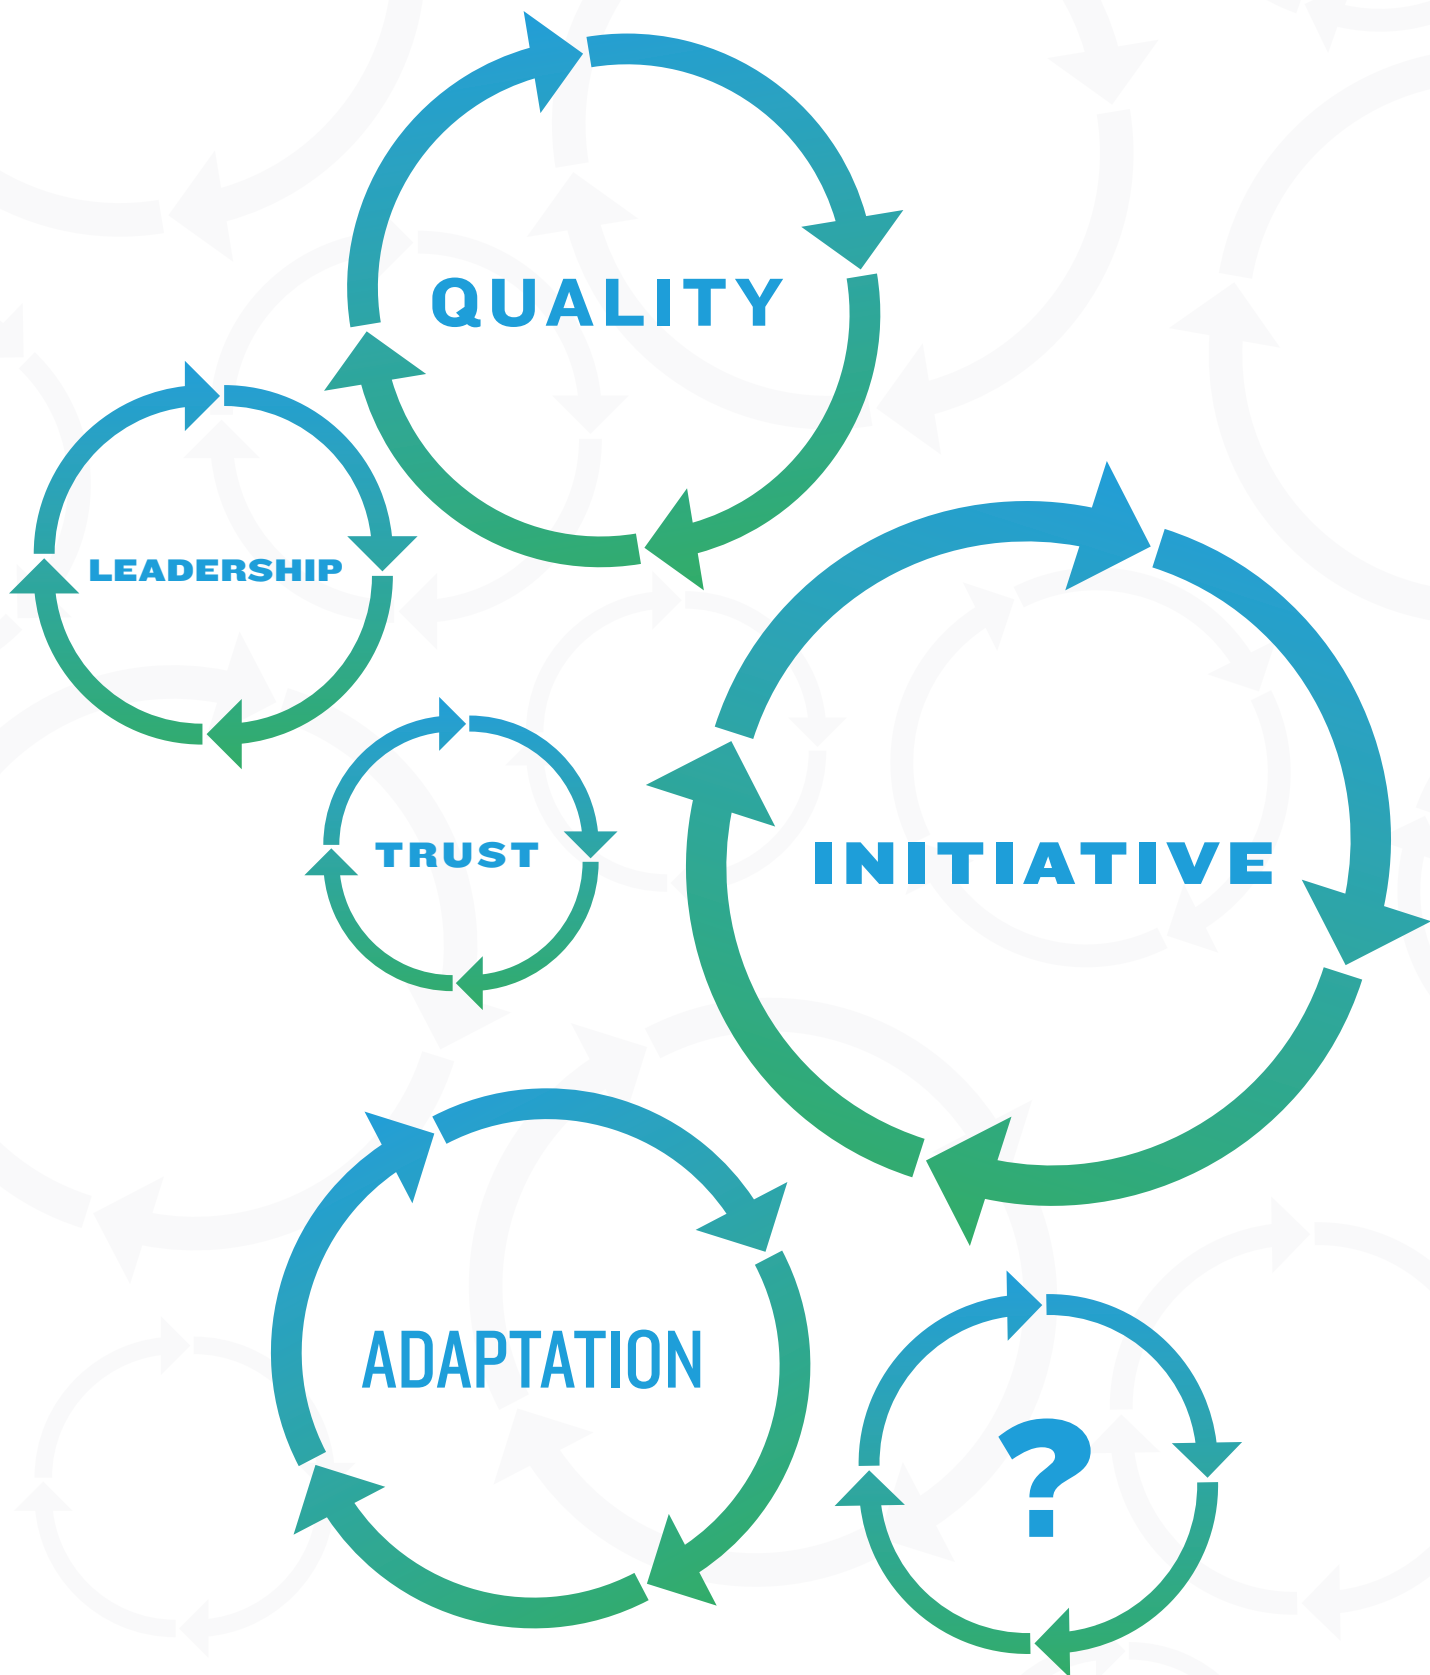 QUALITY
LEADERSHIP
TRUST
INITIATIVE
ADAPTATION
?